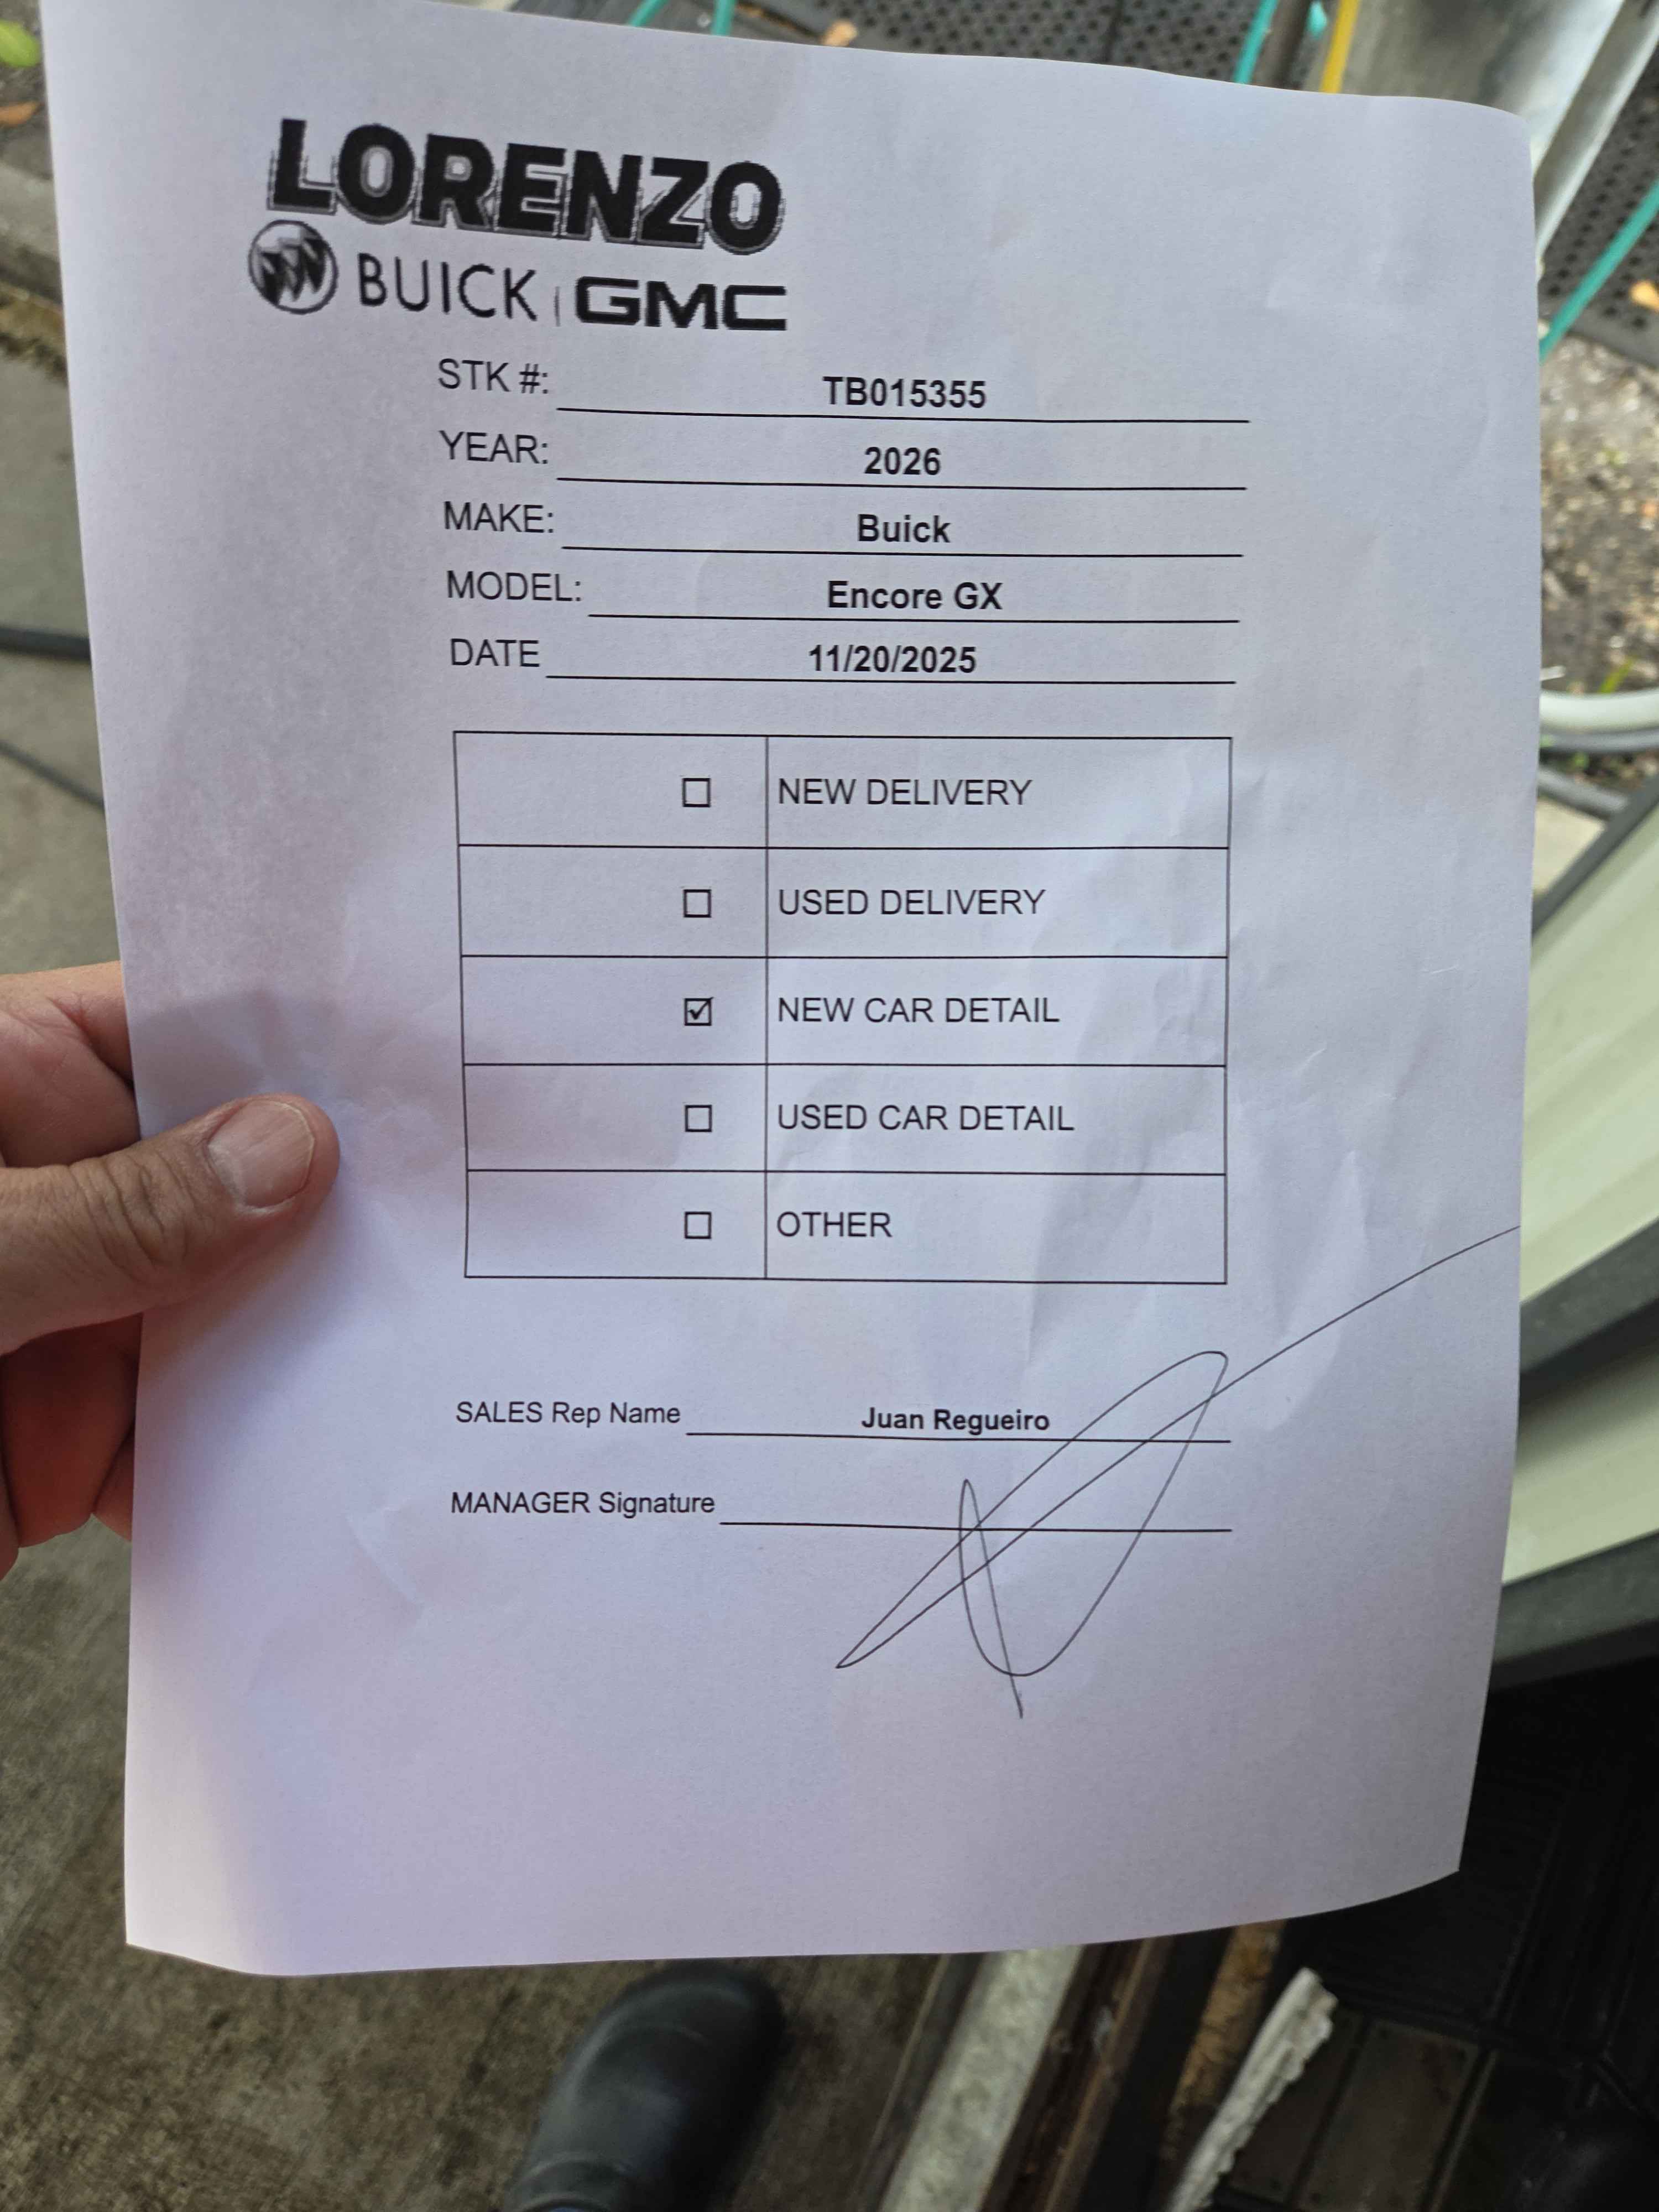 LORENZO
BUICK | GMC
STK #: TB015355
YEAR: 2026
MAKE: Buick
MODEL: Encore GX
DATE 11/20/2025
☐ NEW DELIVERY
☐ USED DELIVERY
☑ NEW CAR DETAIL
☐ USED CAR DETAIL
☐ OTHER
SALES Rep Name Juan Regueiro
MANAGER Signature